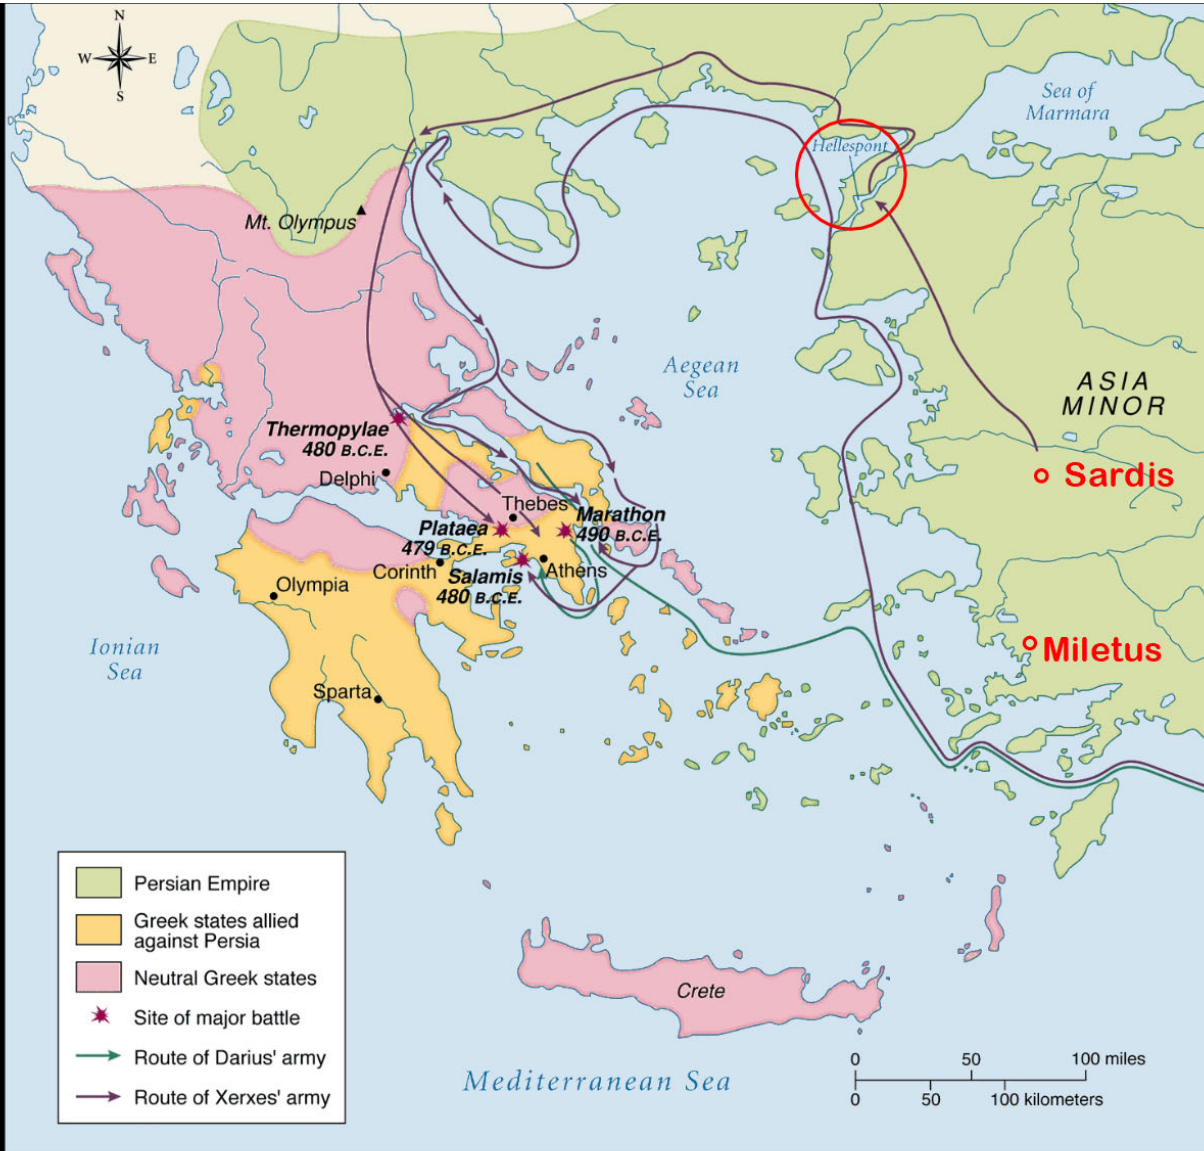 N
W
E
S
Sea of
Marmara
Hellespont
Mt. Olympus
Aegean
Sea
ASIA
MINOR
Thermopylae
480 B.C.E.
Delphi
Sardis
Thebes
Marathon
490 B.C.E.
Plataea
479 B.C.E.
Corinth
Salamis
480 B.C.E.
Athens
Olympia
Ionian
Sea
Miletus
Sparta
Persian Empire
Greek states allied
against Persia
Neutral Greek states
Site of major battle
Route of Darius' army
Route of Xerxes' army
Crete
Mediterranean Sea
0 50 100 miles
0 50 100 kilometers